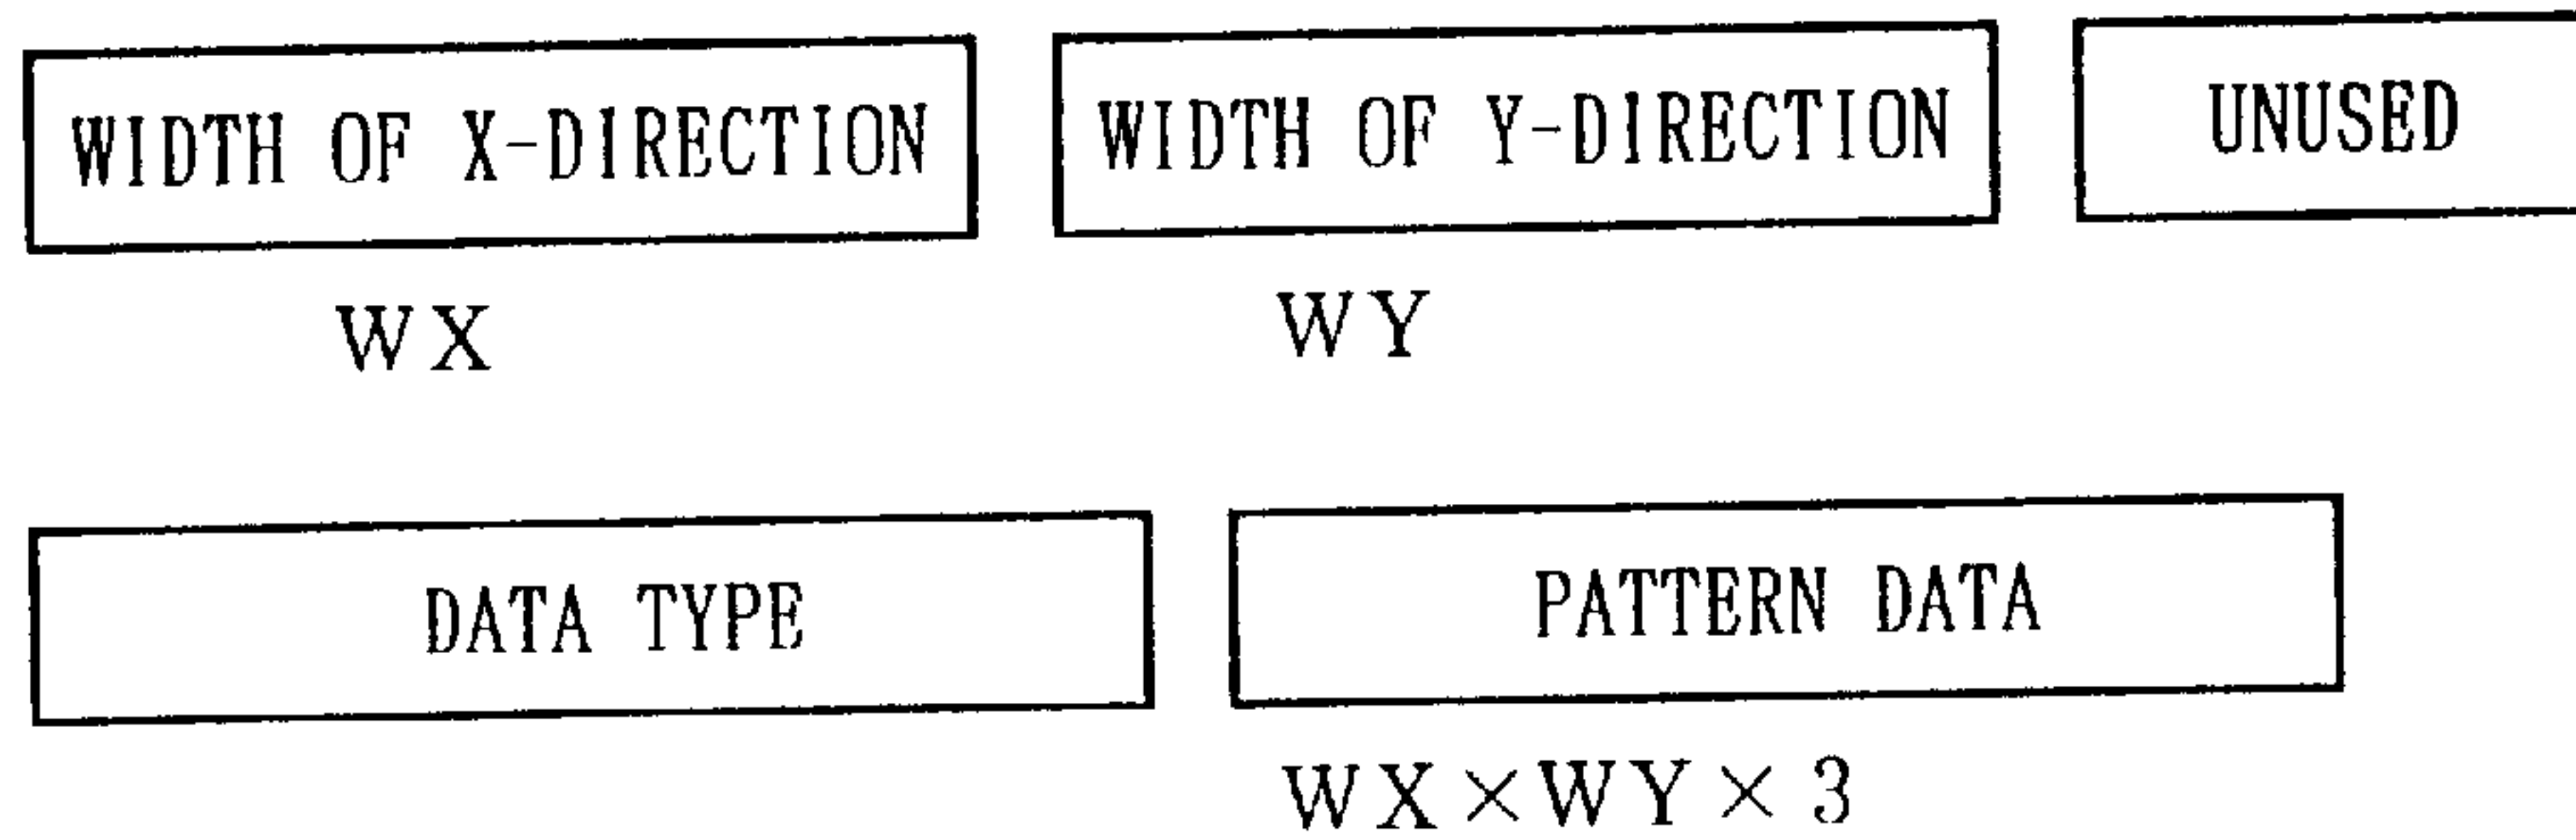 WIDTH OF X-DIRECTION WIDTH OF Y-DIRECTION UNUSED
WX WY
DATA TYPE PATTERN DATA
WX×WY×3